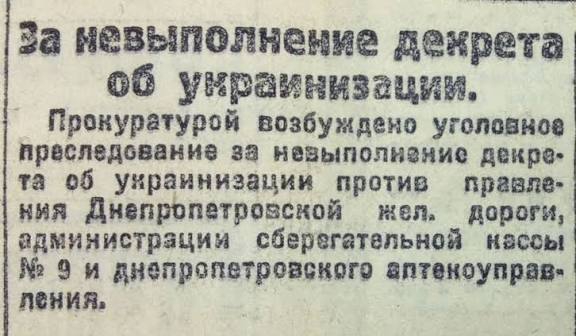 За невыполнение декрета
об украинизации.
Прокуратурой возбуждено уголовное
преследование за невыполнение декре-
та об украинизации против правле-
ния Днепропетровской жел. дороги,
администрации сберегательной кассы
№ 9 и днепропетровского аптекоуправ-
ления.